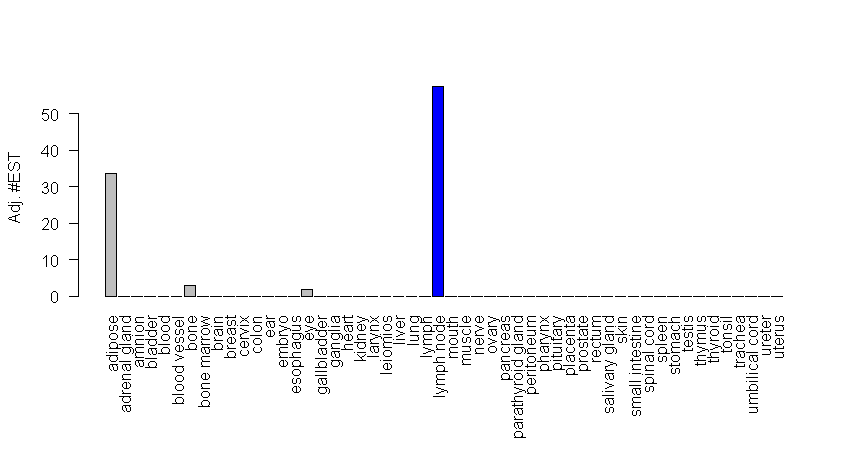 Adj. #EST
50
40
30
20
10
0
adipose
adrenal gland
amnion
bladder
blood
blood vessel
bone
bone marrow
brain
breast
cervix
colon
ear
embryo
esophagus
eye
gallbladder
ganglia
heart
kidney
larynx
leiomios
liver
lung
lymph
lymph node
mouth
muscle
nerve
ovary
pancreas
parathyroid gland
peritoneum
pharynx
pituitary
placenta
prostate
rectum
salivary gland
skin
small intestine
spinal cord
spleen
stomach
testis
thymus
thyroid
tonsil
trachea
umbilical cord
ureter
uterus